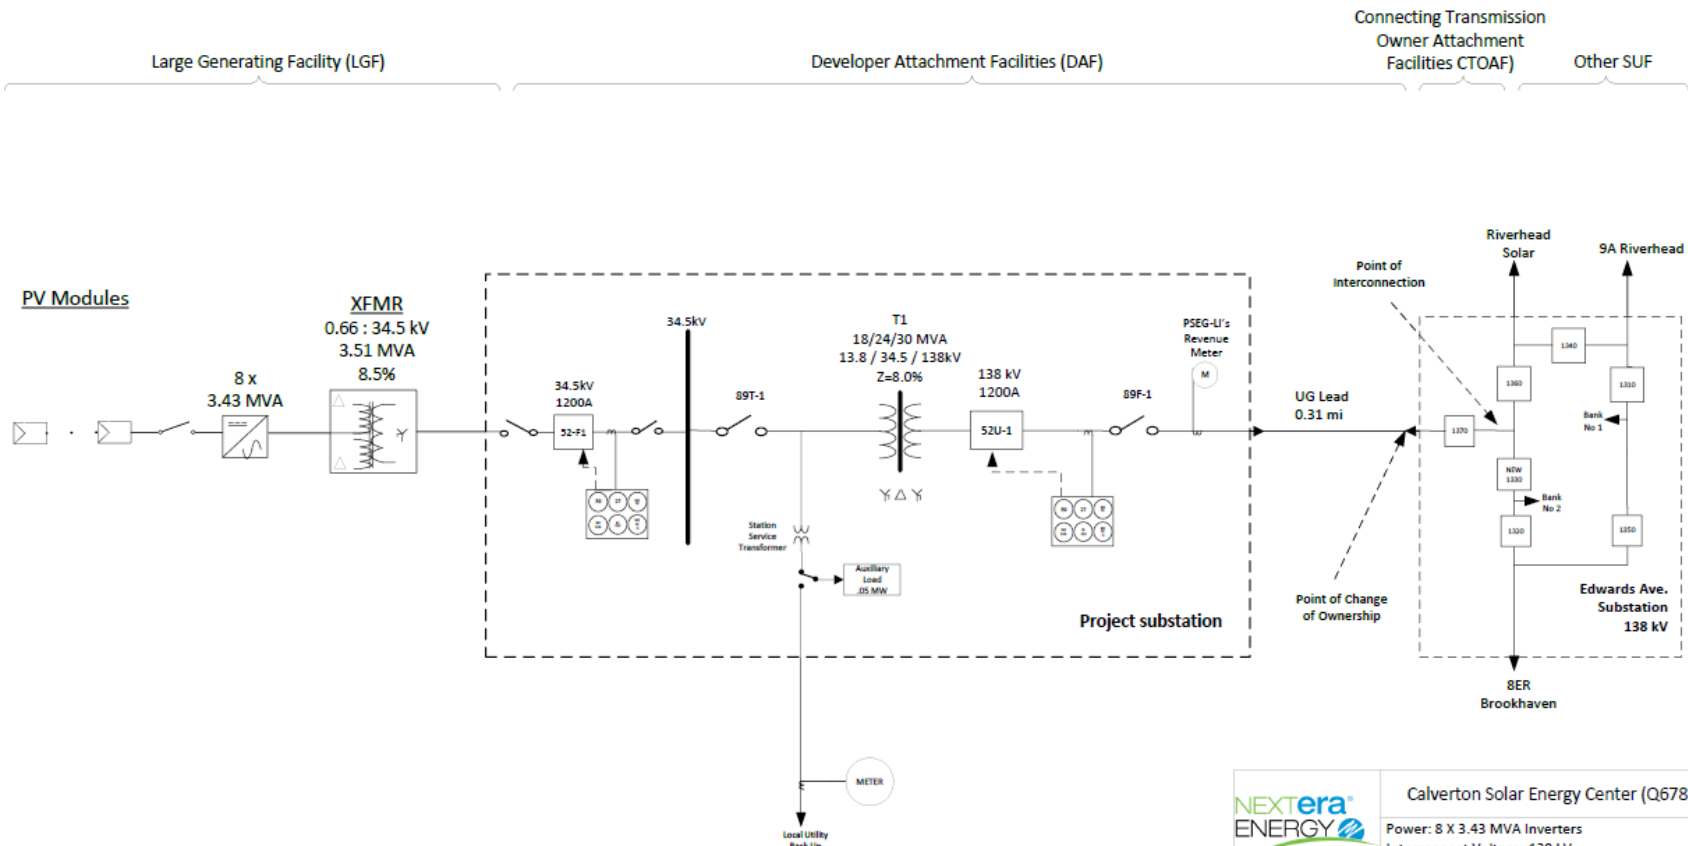 Connecting Transmission
Owner Attachment
Facilities CTOAF)
Large Generating Facility (LGF)
Developer Attachment Facilities (DAF)
Other SUF
PV Modules
8 x
3.43 MVA
XFMR
0.66 : 34.5 kV
3.51 MVA
8.5%
34.5kV
1200A
52-F1
34.5kV
89T-1
T1
18/24/30 MVA
13.8 / 34.5 / 138kV
Z=8.0%
138 kV
1200A
52U-1
89F-1
PSEG-LI's
Revenue
Meter
M
UG Lead
0.31 mi
Point of
Interconnection
Riverhead
Solar
9A Riverhead
1340
1360
1310
Bank
No 1
1370
NEW
1330
Bank
No 2
1320
1350
Station
Service
Transformer
Auxiliary
Load
.05 MW
Point of Change
of Ownership
Edwards Ave.
Substation
138 kV
Project substation
8ER
Brookhaven
METER
Local Utility
NEXTera
ENERGY
Calverton Solar Energy Center (Q678
Power: 8 X 3.43 MVA Inverters